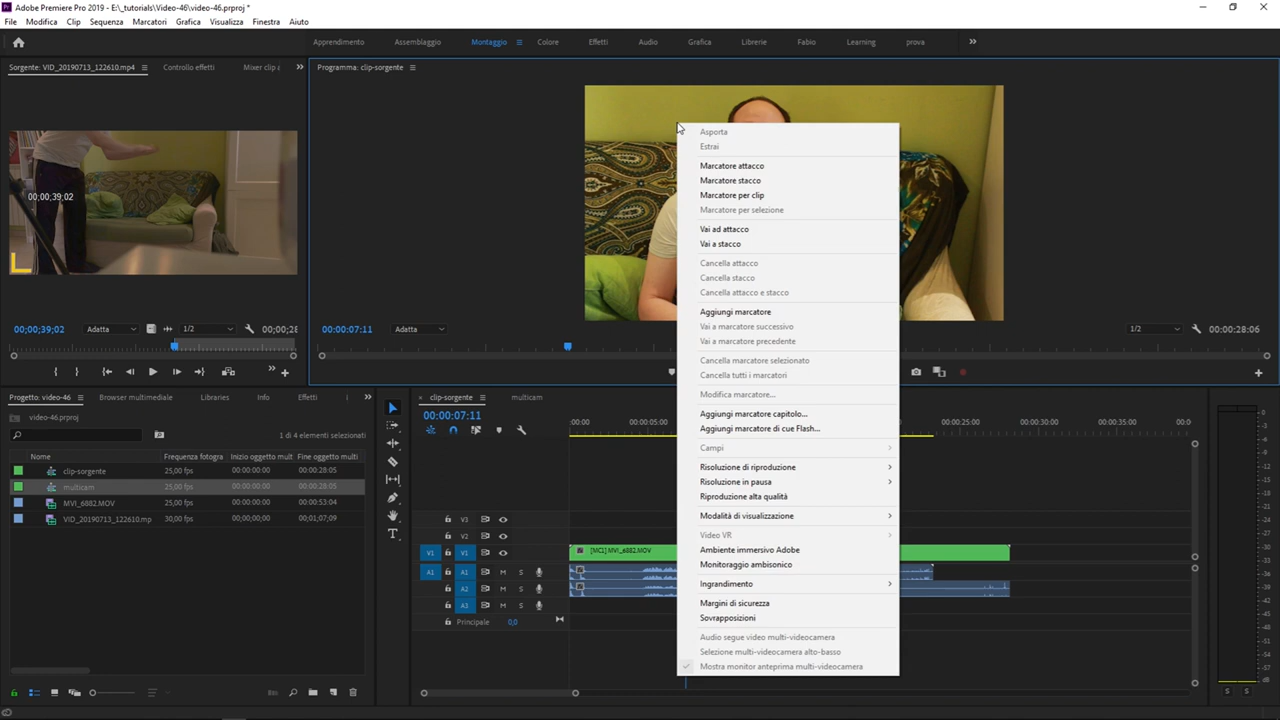 Adobe Premiere Pro 2019 - E:\_tutorials\Video-46\video-46.prproj *
File Modifica Clip Sequenza Marcatori Grafica Visualizza Finestra Aiuto
Apprendimento Assemblaggio Montaggio Colore Effetti Audio Grafica Librerie Fabio Learning prova
Sorgente: VID_20190713_122610.mp4 Controllo effetti Mixer clip a
Programma: clip-sorgente
00;00;39;02
00;00;39;02 Adatta 1/2 00;00;28
00:00:07:11 Adatta 1/2 00:00:28:06
Asporta
Estrai
Marcatore attacco
Marcatore stacco
Marcatore per clip
Marcatore per selezione
Vai ad attacco
Vai a stacco
Cancella attacco
Cancella stacco
Cancella attacco e stacco
Aggiungi marcatore
Vai a marcatore successivo
Vai a marcatore precedente
Cancella marcatore selezionato
Cancella tutti i marcatori
Modifica marcatore...
Aggiungi marcatore capitolo...
Aggiungi marcatore di cue Flash...
Campi
Risoluzione di riproduzione
Risoluzione in pausa
Riproduzione alta qualità
Modalità di visualizzazione
Video VR
Ambiente immersivo Adobe
Monitoraggio ambisonico
Ingrandimento
Margini di sicurezza
Sovrapposizioni
Audio segue video multi-videocamera
Selezione multi-videocamera alto-basso
Mostra monitor anteprima multi-videocamera
Progetto: video-46 Browser multimediale Libraries Info Effetti
video-46.prproj
1 di 4 elementi selezionati
Nome Frequenza fotogra Inizio oggetto mult Fine oggetto multi
clip-sorgente 25,00 fps 00:00:00:00 00:00:28:05
multicam 25,00 fps 00:00:00:00 00:00:28:05
MVI_6882.MOV 25,00 fps 00:00:00:00 00:00:53:04
VID_20190713_122610.mp 30,00 fps 00;00;00;00 00;01;07;09
clip-sorgente multicam
00:00:07:11
:00:00 00:00:05:00 00:00:25:00 00:00:30:00 00:00:35:00 00:0
V3
V2
V1 V1 [MC1] MVI_6882.MOV
A1 A1 M S
A2 M S
A3 M S
Principale 0,0
0
-6
-12
-18
-24
-30
-36
-42
-48
-54
dB
S S